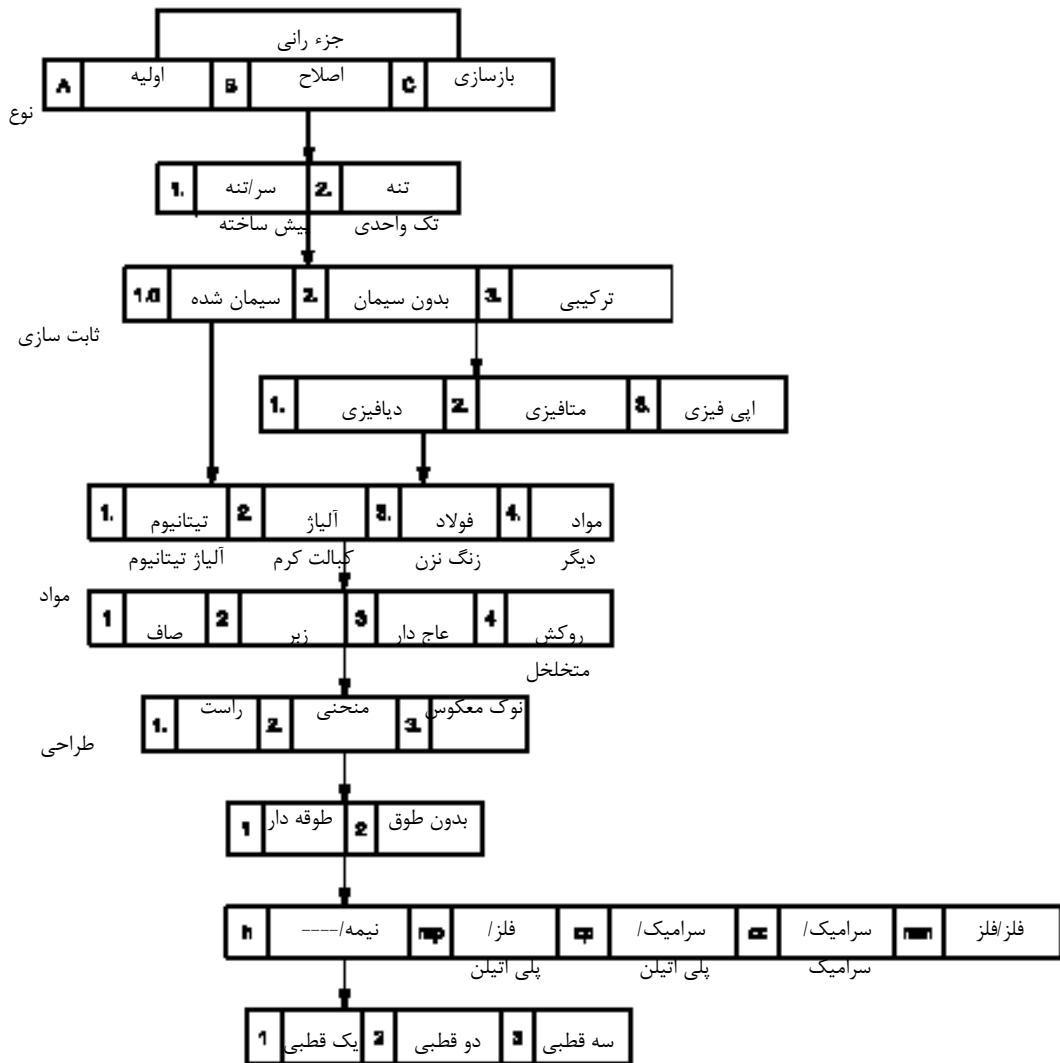 جزء رانی
A اولیه B اصلاح C بازسازی
نوع
1. سر/تنه 2. تنه
پیش ساخته تک واحدی
1.0 سیمان شده 2. بدون سیمان 3. ترکیبی
ثابت سازی
1. دیافیزی 2. متافیزی 3. اپی فیزی
1. تیتانیوم 2. آلیاژ 3. فولاد 4. مواد
آلیاژ تیتانیوم کبالت کرم زنگ نزن دیگر
مواد
1 صاف 2 زبر 3 عاج دار 4 روکش
متخلخل
1. راست 2. منحنی 3. نوک معکوس
طراحی
1 طوقه دار 2 بدون طوق
h نیمه/---- mp فلز/ cp سرامیک/ cc سرامیک/ mm فلز/فلز
پلی اتیلن پلی اتیلن سرامیک
1 یک قطبی 2 دو قطبی 3 سه قطبی